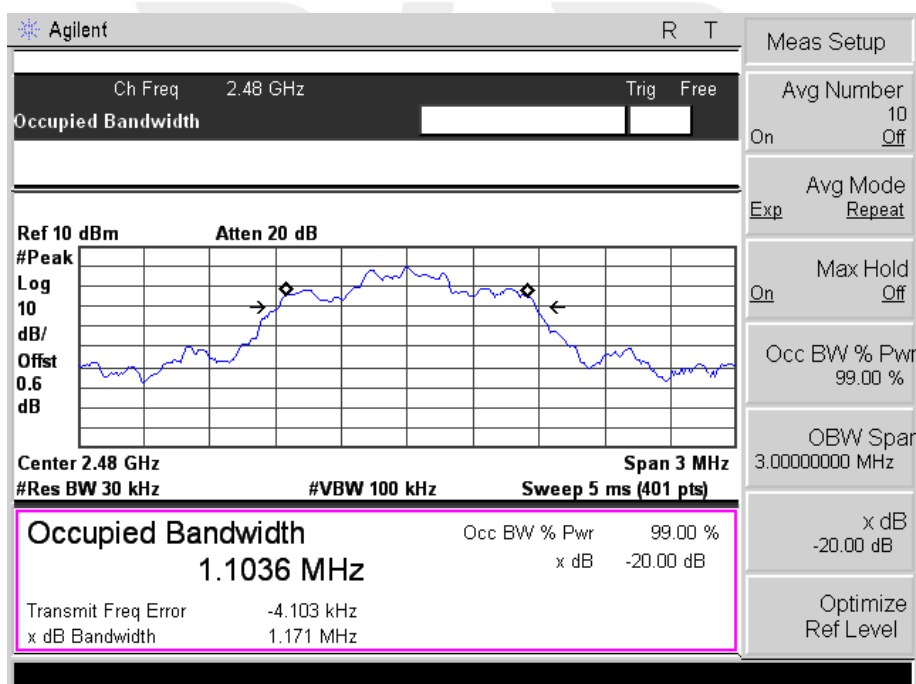 Agilent R T
Ch Freq 2.48 GHz Trig Free
Occupied Bandwidth
Ref 10 dBm Atten 20 dB
#Peak
Log
10
dB/
Offst
0.6
dB
Center 2.48 GHz Span 3 MHz
#Res BW 30 kHz #VBW 100 kHz Sweep 5 ms (401 pts)
Occupied Bandwidth Occ BW % Pwr 99.00 %
1.1036 MHz x dB -20.00 dB
Transmit Freq Error -4.103 kHz
x dB Bandwidth 1.171 MHz
Meas Setup
Avg Number
10
On Off
Avg Mode
Exp Repeat
Max Hold
On Off
Occ BW % Pwr
99.00 %
OBW Span
3.00000000 MHz
x dB
-20.00 dB
Optimize
Ref Level